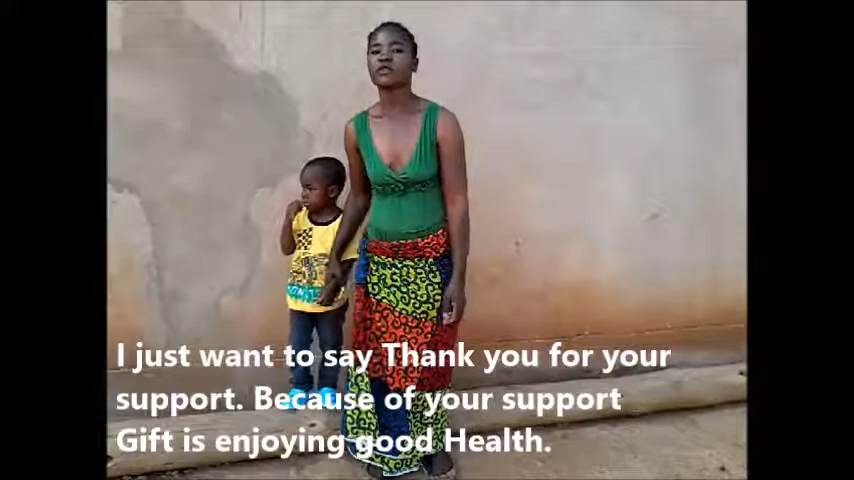 I just want to say Thank you for your
support. Because of your support
Gift is enjoying good Health.